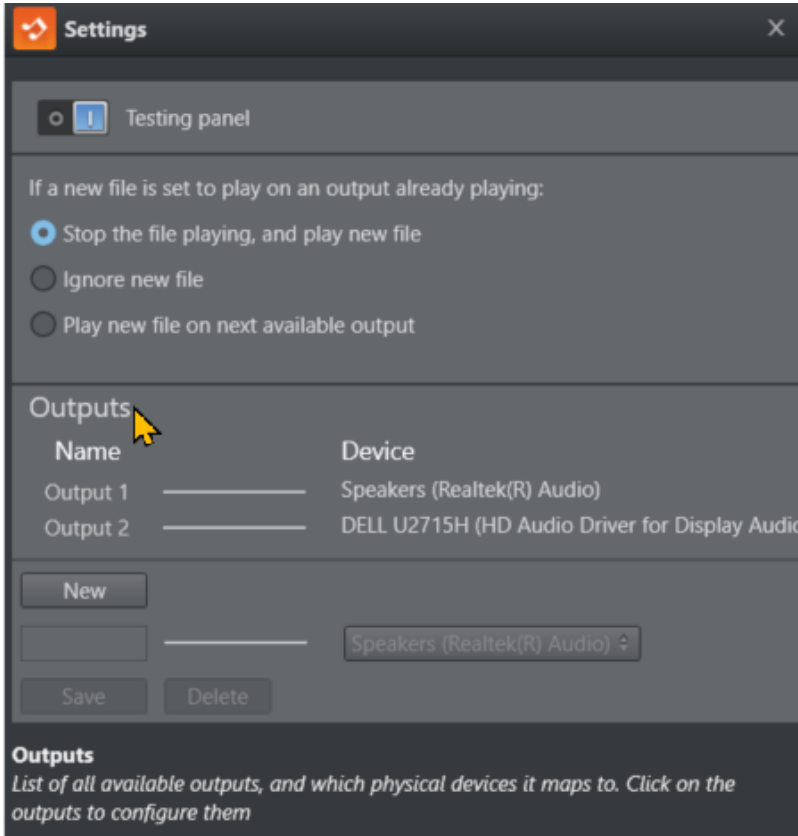 Settings
Testing panel
If a new file is set to play on an output already playing:
Stop the file playing, and play new file
Ignore new file
Play new file on next available output
Outputs
Name Device
Output 1 Speakers (Realtek(R) Audio)
Output 2 DELL U2715H (HD Audio Driver for Display Audio
New
Speakers (Realtek(R) Audio)
Save Delete
Outputs
List of all available outputs, and which physical devices it maps to. Click on the
outputs to configure them